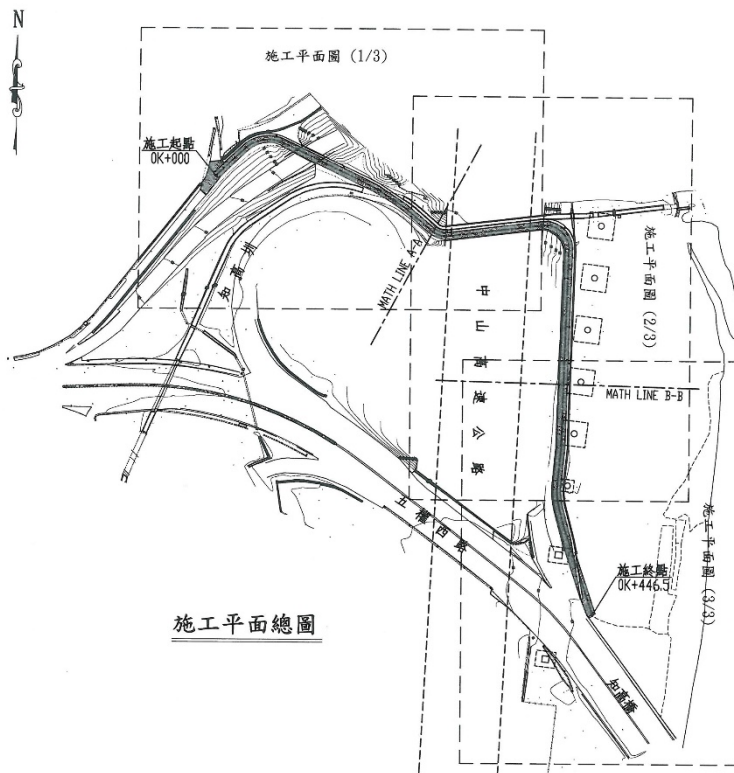 N
施工平面圖 (1/3)
施工起點
0K+000
知高圳
MATH LINE A-A
中山高速公路
施工平面圖 (2/3)
MATH LINE B-B
五權西路
施工平面圖 (3/3)
施工終點
0K+446.5
施工平面總圖
知高橋